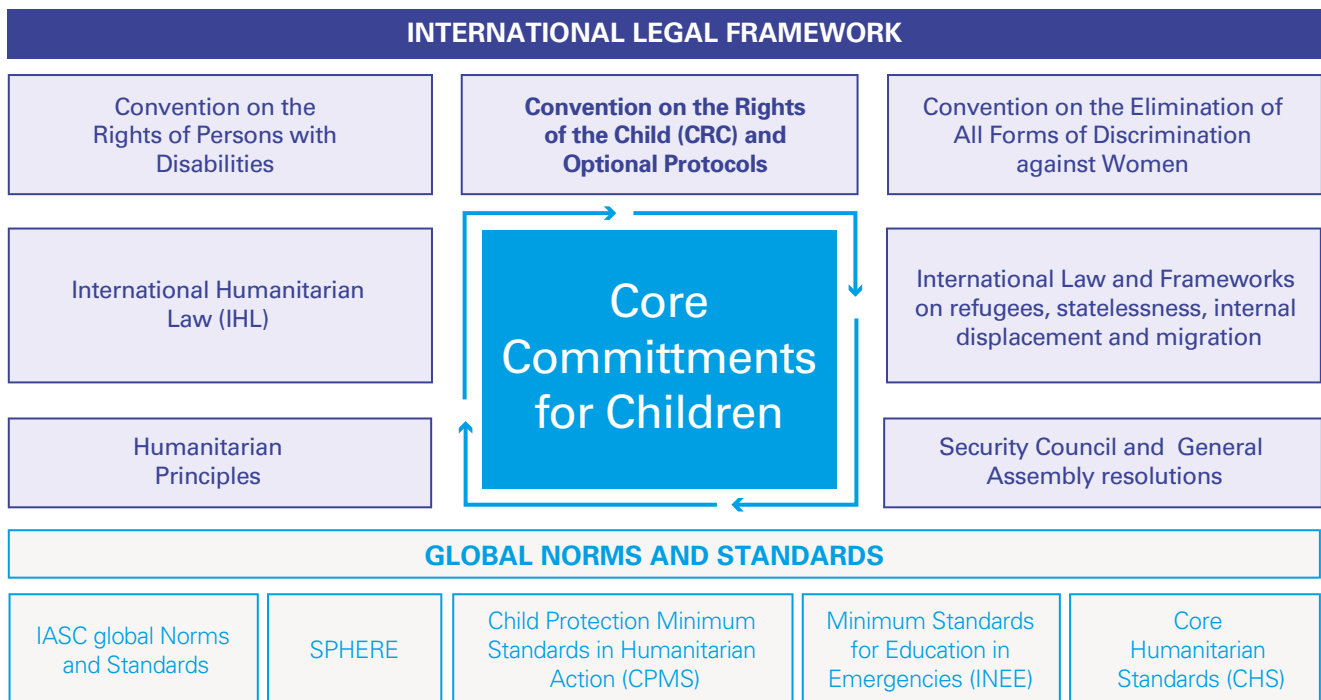 INTERNATIONAL LEGAL FRAMEWORK
Convention on the
Rights of Persons with
Disabilities
Convention on the Rights
of the Child (CRC) and
Optional Protocols
Convention on the Elimination of
All Forms of Discrimination
against Women
International Humanitarian
Law (IHL)
Core
Committments
for Children
International Law and Frameworks
on refugees, statelessness, internal
displacement and migration
Humanitarian
Principles
Security Council and General
Assembly resolutions
GLOBAL NORMS AND STANDARDS
IASC global Norms
and Standards
SPHERE
Child Protection Minimum
Standards in Humanitarian
Action (CPMS)
Minimum Standards
for Education in
Emergencies (INEE)
Core
Humanitarian
Standards (CHS)